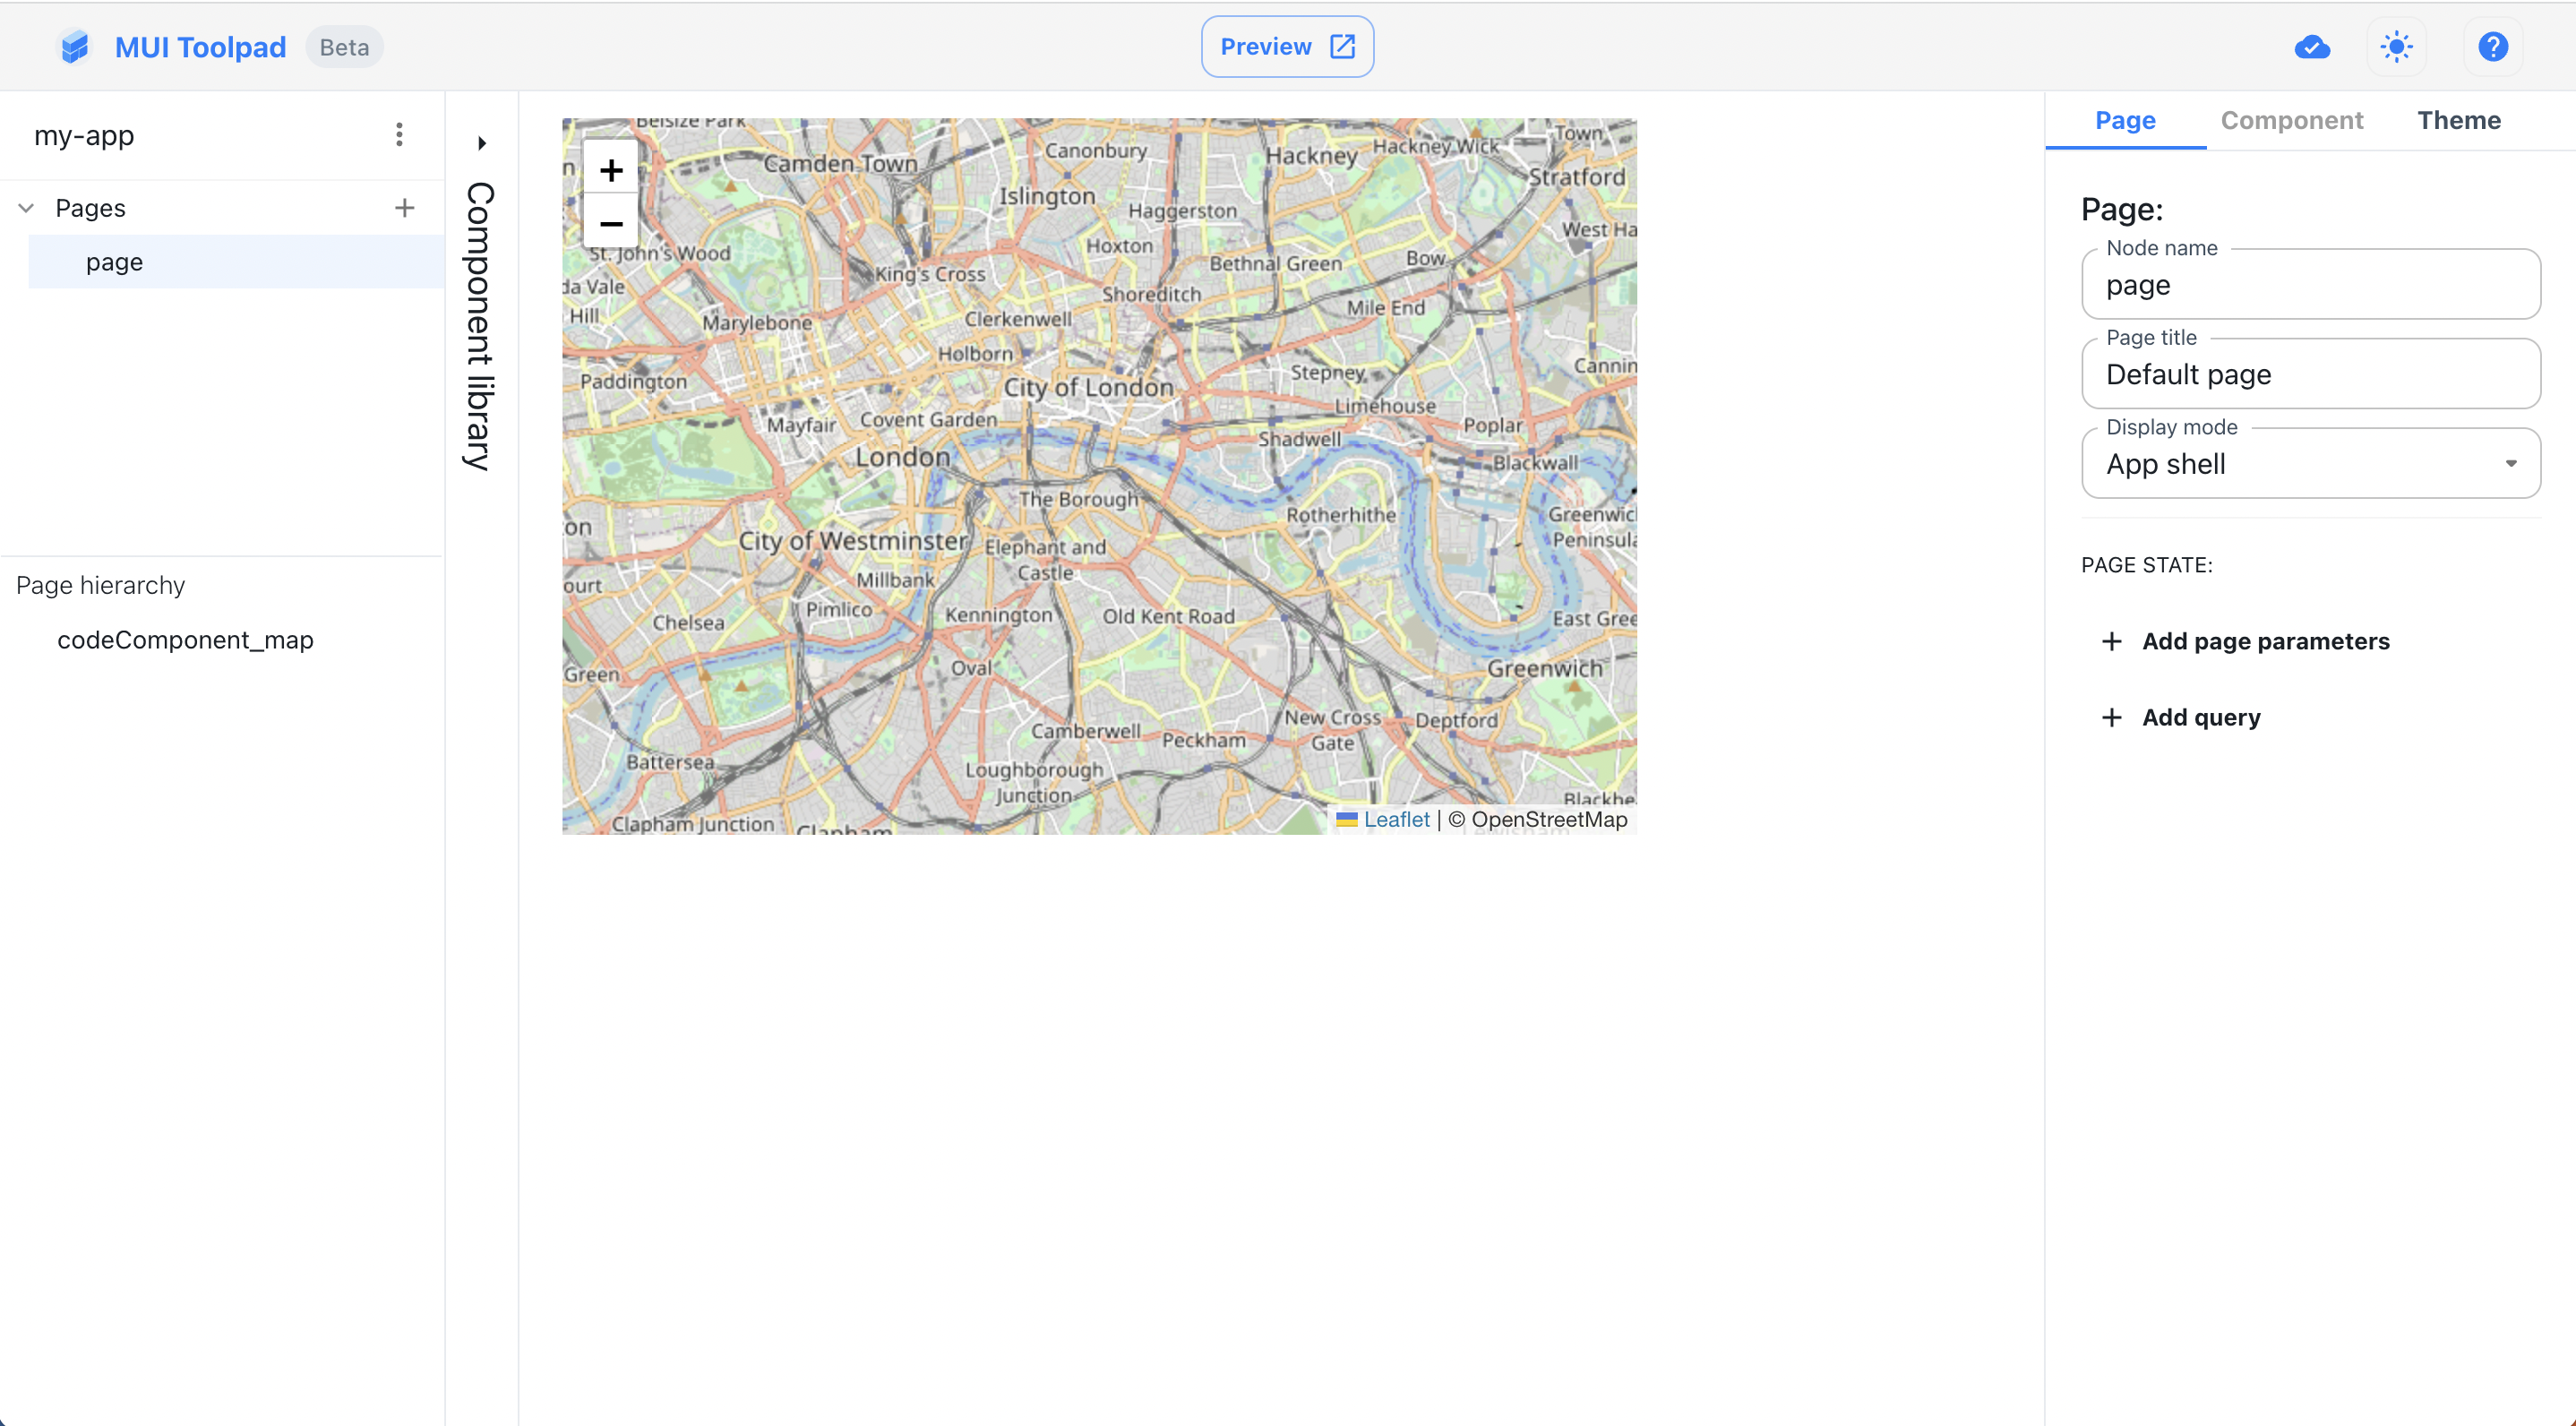 MUI Toolpad
Beta
Preview
my-app
Pages
page
Page hierarchy
codeComponent_map
Component library
+
−
Belsize Park
Camden Town
Canonbury
Hackney
Hackney Wick
Town
Stratford
Islington
Haggerston
West Ha
St. John's Wood
Hoxton
King's Cross
Bethnal Green
Bow
da Vale
Shoreditch
Mile End
Hill
Marylebone
Clerkenwell
Holborn
Paddington
City of London
Stepney
Cannin
Mayfair
Covent Garden
Limehouse
Shadwell
Poplar
London
Blackwall
The Borough
Rotherhithe
Greenwic
Peninsula
ton
City of Westminster
Elephant and
Castle
Millbank
ourt
Pimlico
Kennington
Old Kent Road
East Gree
Chelsea
Oval
Greenwich
Green
Camberwell
Peckham
New Cross
Gate
Deptford
Battersea
Loughborough
Junction
Blackhe
Clapham Junction
Clapham
Lewisham
Leaflet | © OpenStreetMap
Page
Component
Theme
Page:
Node name
page
Page title
Default page
Display mode
App shell
PAGE STATE:
+ Add page parameters
+ Add query